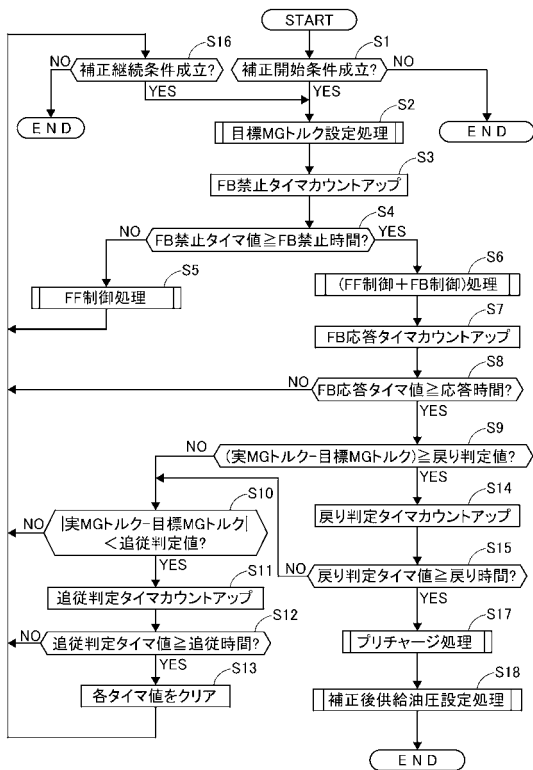 START
S16
S1
NO
補正継続条件成立?
補正開始条件成立?
NO
YES
YES
END
S2
END
目標MGトルク設定処理
S3
FB禁止タイマカウントアップ
S4
NO
FB禁止タイマ値≧FB禁止時間?
YES
S5
S6
FF制御処理
(FF制御+FB制御)処理
S7
FB応答タイマカウントアップ
S8
NO
FB応答タイマ値≧応答時間?
YES
S9
NO
(実MGトルク-目標MGトルク)≧戻り判定値?
YES
S10
S14
|実MGトルク-目標MGトルク|
<追従判定値?
NO
戻り判定タイマカウントアップ
YES
S11
S15
NO
戻り判定タイマ値≧戻り時間?
追従判定タイマカウントアップ
S12
YES
S17
NO
追従判定タイマ値≧追従時間?
プリチャージ処理
YES
S13
S18
各タイマ値をクリア
補正後供給油圧設定処理
END